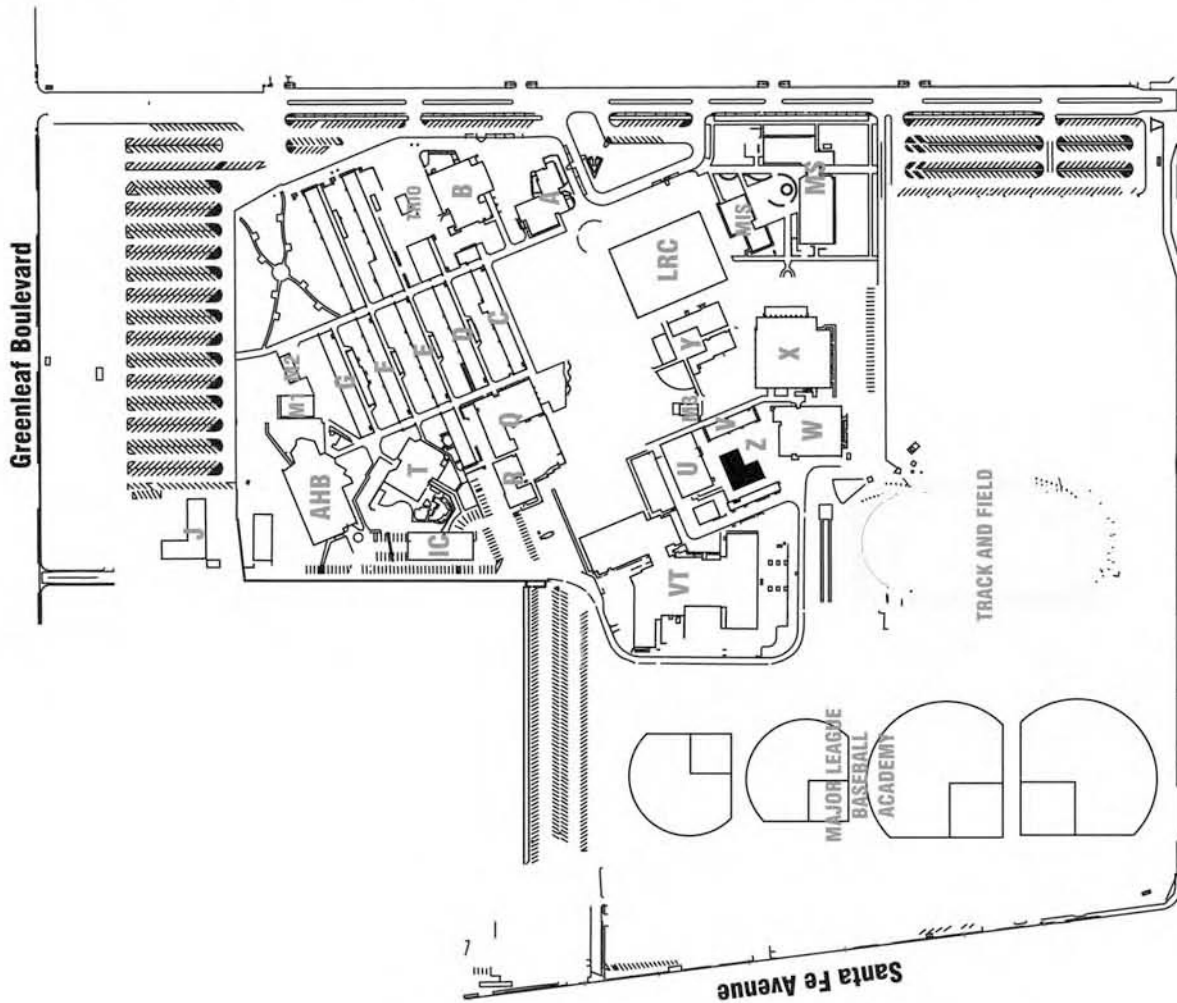 Greenleaf Boulevard
TRIO
B
A
MS
MIS
LRC
M2
M1
G
F
E
D
C
Y
X
J
AHB
T
Q
R
M3
V
U
Z
W
IC
VT
TRACK AND FIELD
MAJOR LEAGUE
BASEBALL
ACADEMY
Santa Fe Avenue